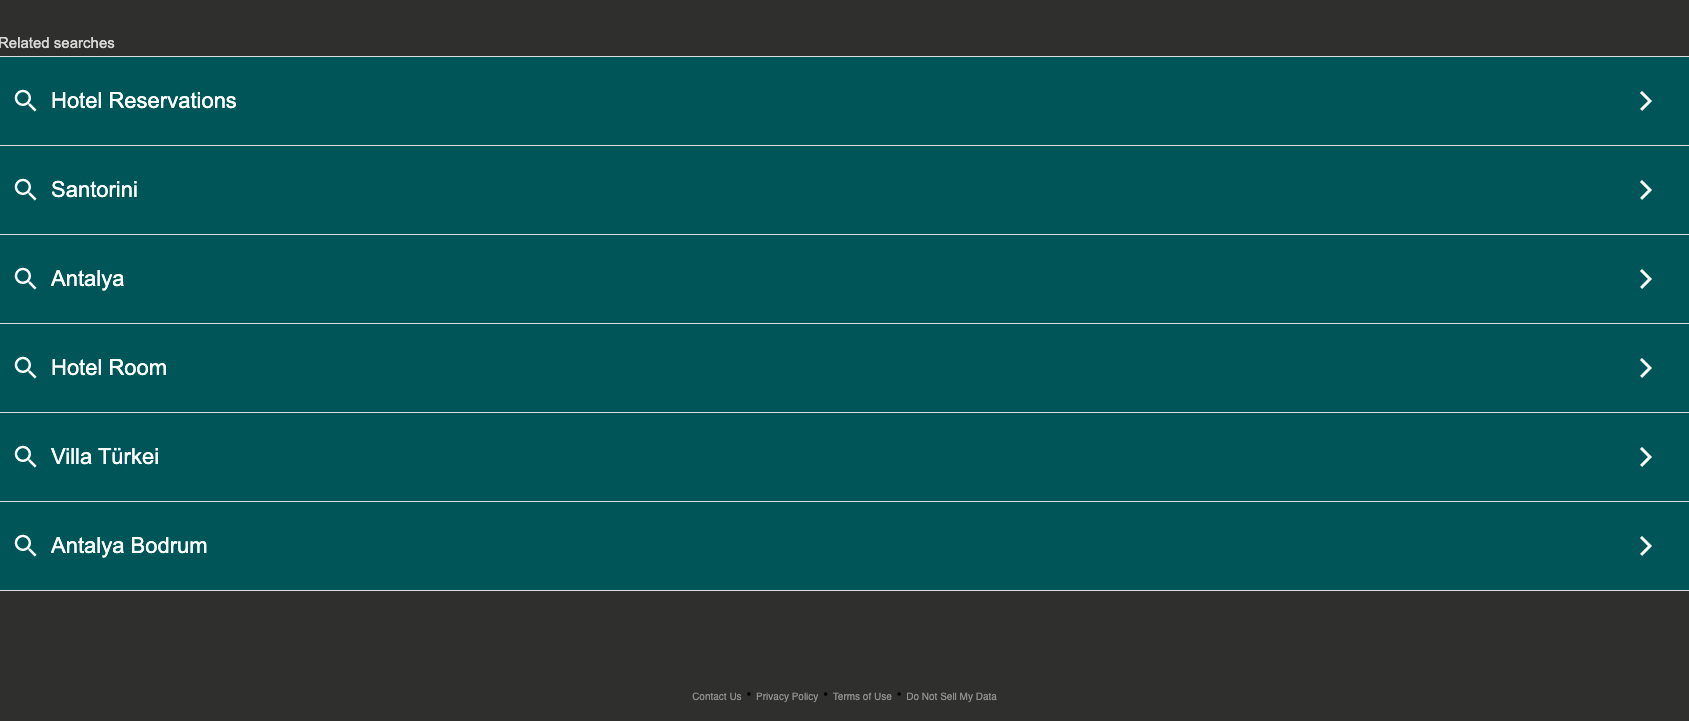 Related searches
Hotel Reservations
Santorini
Antalya
Hotel Room
Villa Türkei
Antalya Bodrum
Contact Us • Privacy Policy • Terms of Use • Do Not Sell My Data